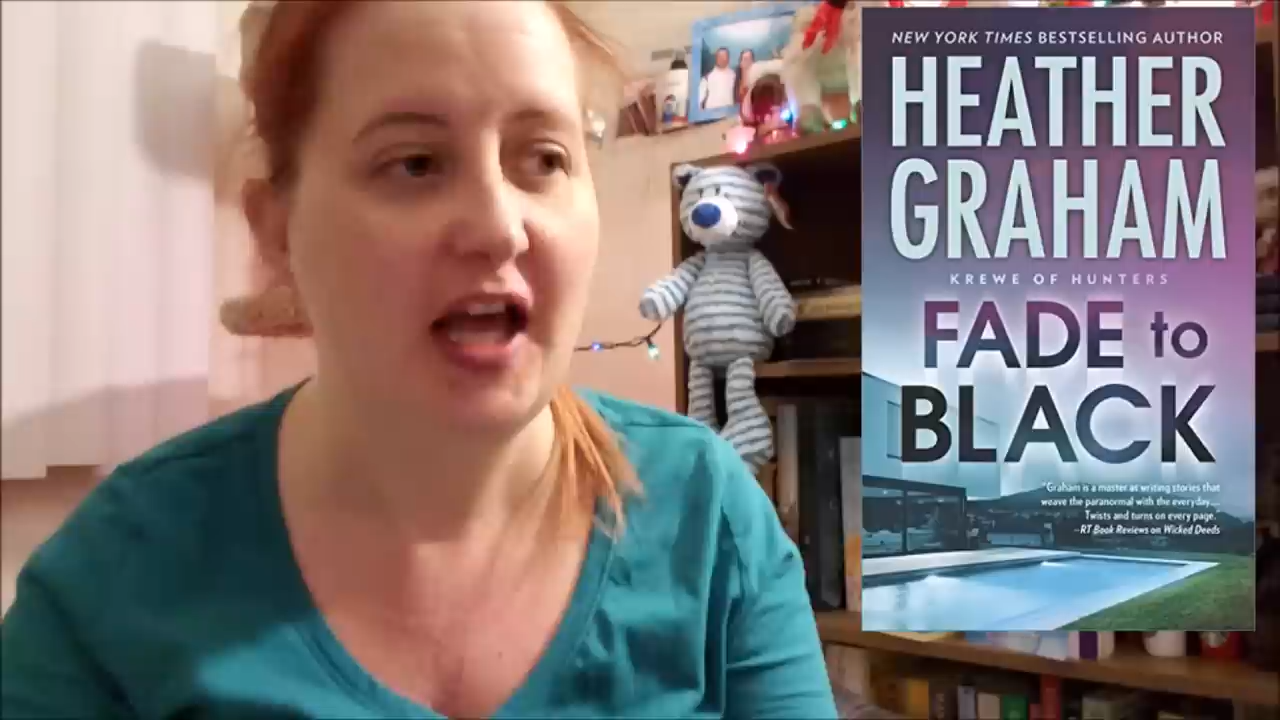 NEW YORK TIMES BESTSELLING AUTHOR
HEATHER
GRAHAM
KREWE OF HUNTERS
FADE to
BLACK
"Graham is a master at writing stories that
weave the paranormal with the everyday....
Twists and turns on every page."
–RT Book Reviews on Wicked Deeds